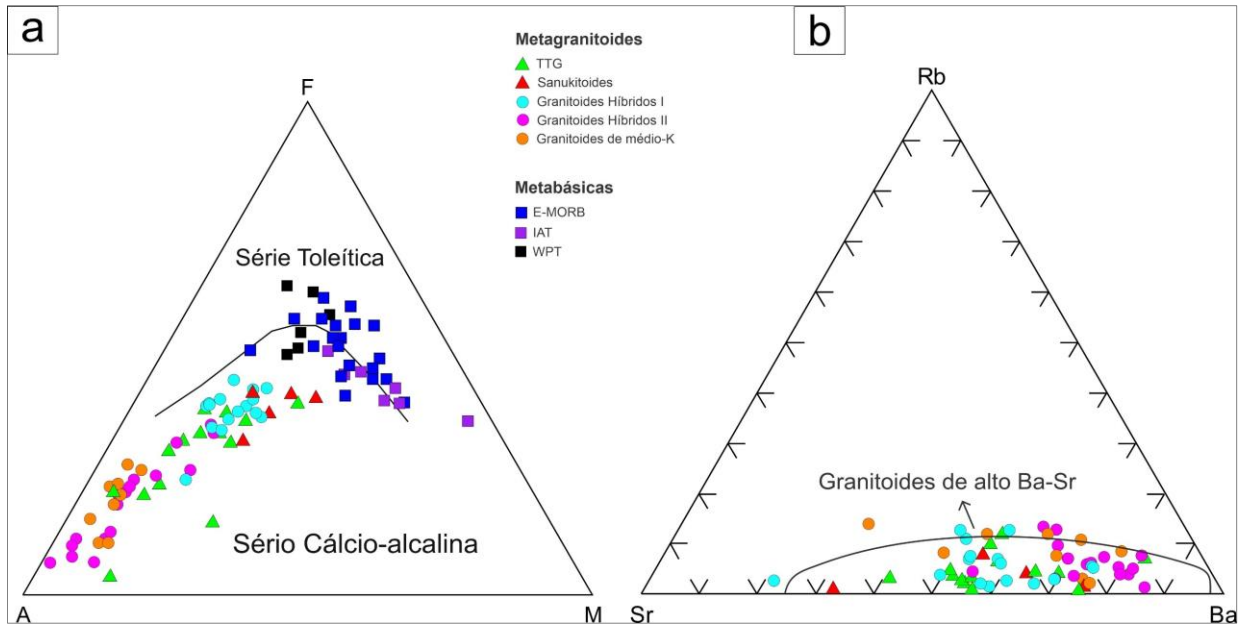 a
F
Série Toleítica
Sério Cálcio-alcalina
A
M
Metagranitoides
TTG
Sanukitoides
Granitoides Híbridos I
Granitoides Híbridos II
Granitoides de médio-K
Metabásicas
E-MORB
IAT
WPT
b
Rb
Granitoides de alto Ba-Sr
Sr
Ba